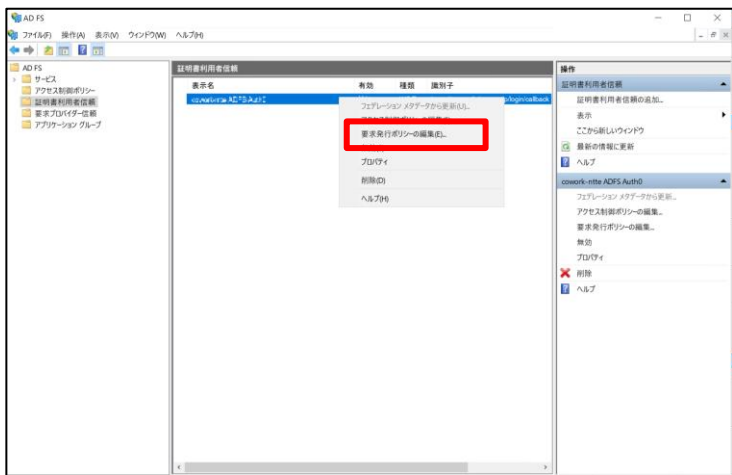 AD FS
ファイル(F) 操作(A) 表示(V) ウィンドウ(W) ヘルプ(H)
AD FS
サービス
アクセス制御ポリシー
証明書利用者信頼
要求プロバイダー信頼
アプリケーション グループ
証明書利用者信頼
表示名 有効 種類 識別子
cowork-ntte ADFS Auth0
/login/callback
フェデレーション メタデータから更新(U)...
要求発行ポリシーの編集(E)...
プロパティ
削除(D)
ヘルプ(H)
操作
証明書利用者信頼
証明書利用者信頼の追加...
表示
ここから新しいウィンドウ
最新の情報に更新
ヘルプ
cowork-ntte ADFS Auth0
フェデレーション メタデータから更新...
アクセス制御ポリシーの編集...
要求発行ポリシーの編集...
無効
プロパティ
削除
ヘルプ